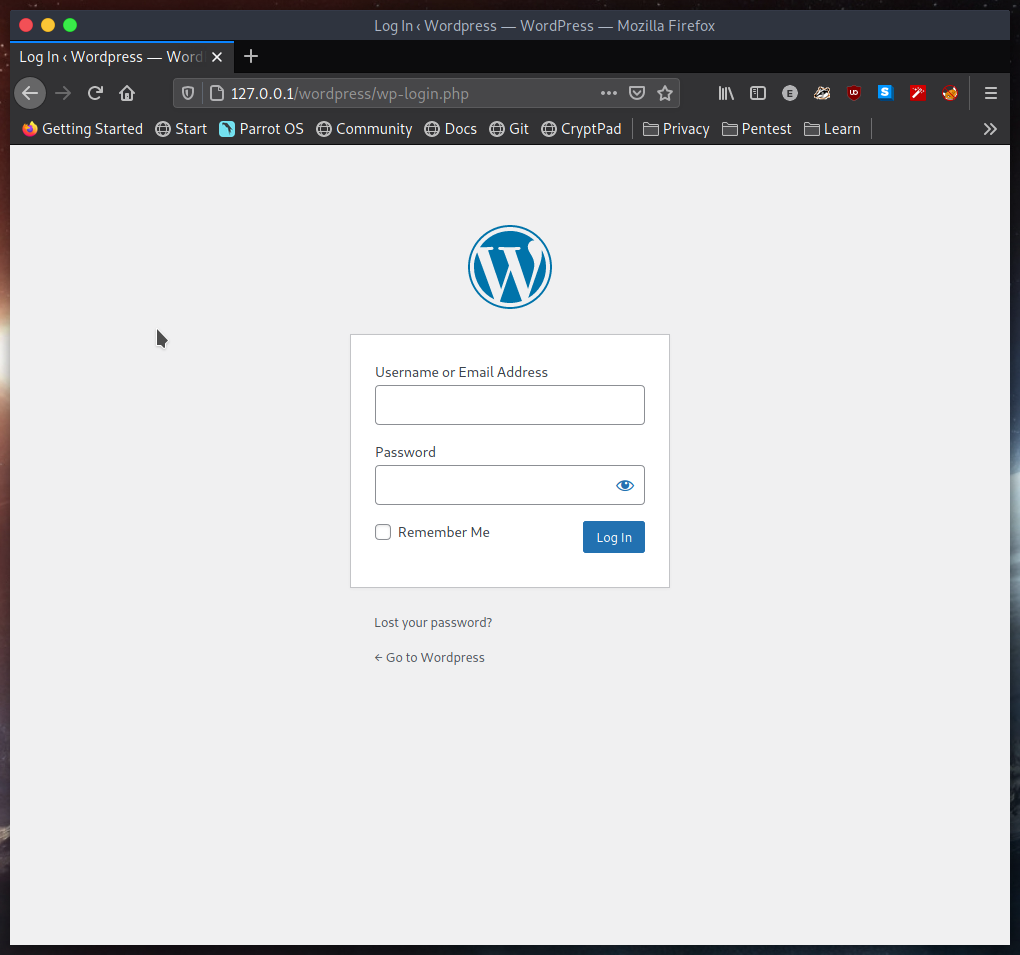 Log In ‹ Wordpress — WordPress — Mozilla Firefox
Log In ‹ Wordpress — Word
127.0.0.1/wordpress/wp-login.php
Getting Started Start Parrot OS Community Docs Git CryptPad Privacy Pentest Learn
W
Username or Email Address
Password
Remember Me
Log In
Lost your password?
← Go to Wordpress